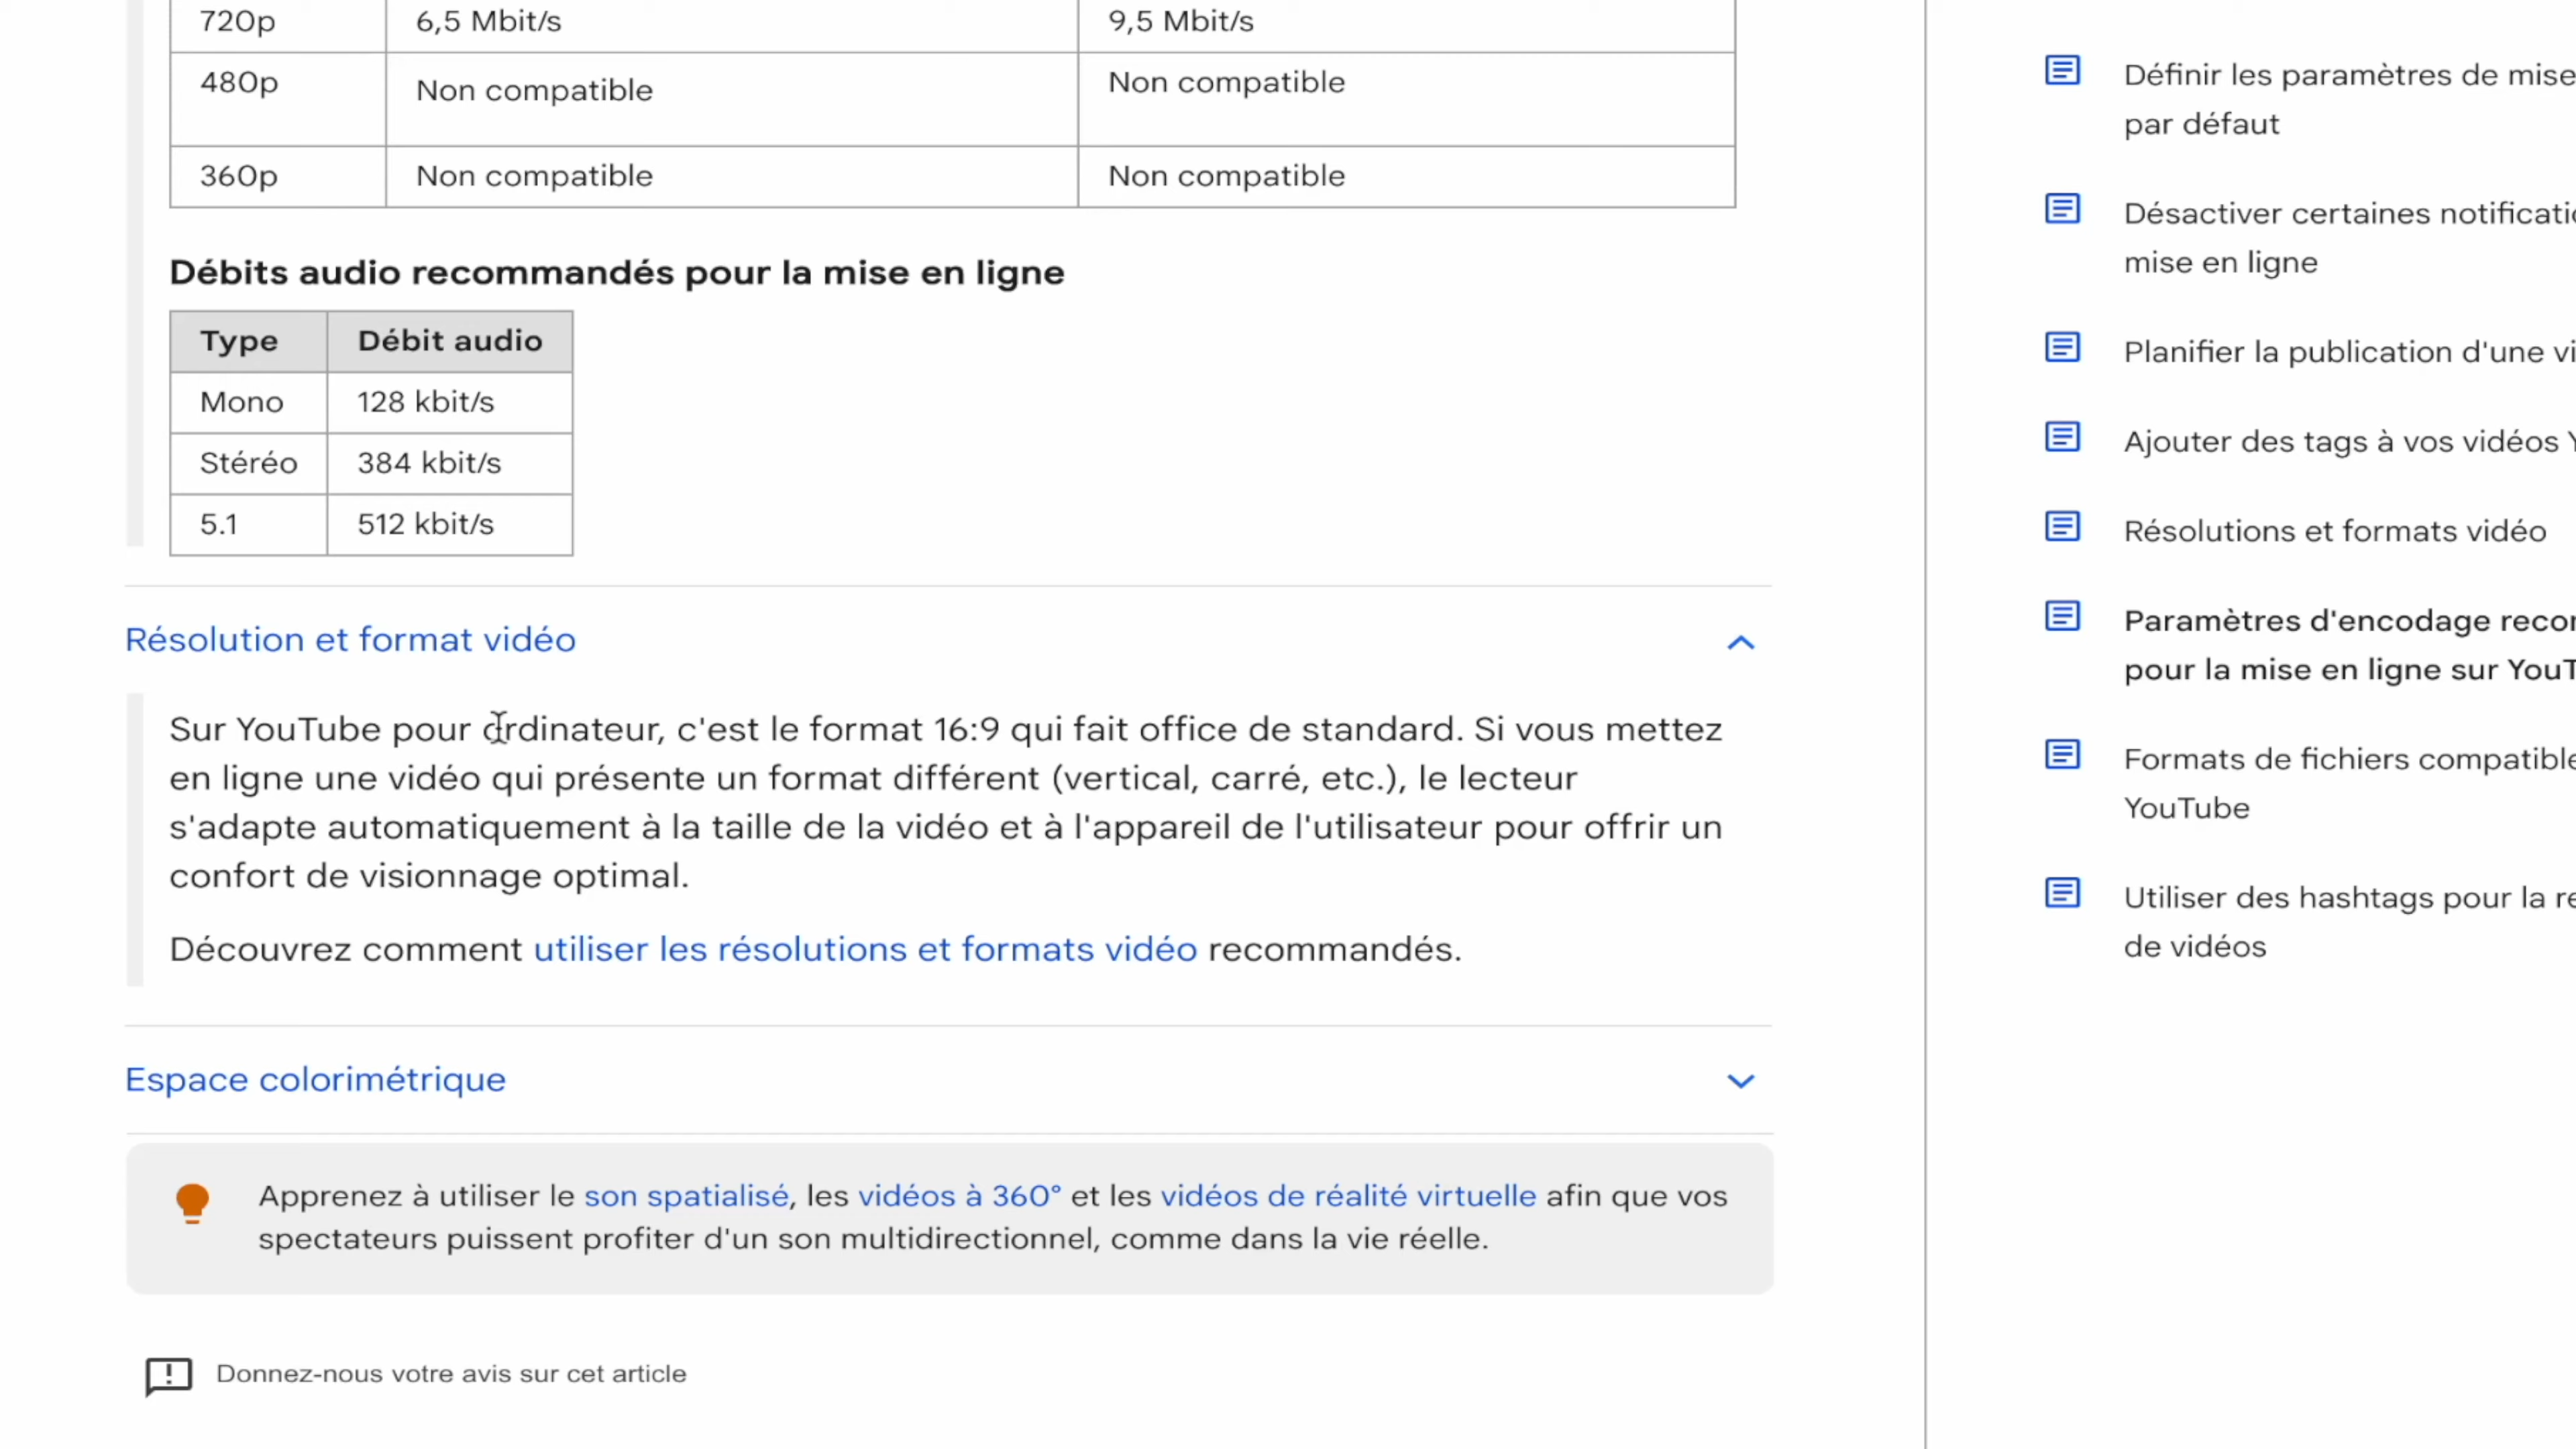 720p 6,5 Mbit/s 9,5 Mbit/s
480p Non compatible Non compatible
360p Non compatible Non compatible
Débits audio recommandés pour la mise en ligne
Type Débit audio
Mono 128 kbit/s
Stéréo 384 kbit/s
5.1 512 kbit/s
Résolution et format vidéo
Sur YouTube pour ordinateur, c'est le format 16:9 qui fait office de standard. Si vous mettez
en ligne une vidéo qui présente un format différent (vertical, carré, etc.), le lecteur
s'adapte automatiquement à la taille de la vidéo et à l'appareil de l'utilisateur pour offrir un
confort de visionnage optimal.
Découvrez comment utiliser les résolutions et formats vidéo recommandés.
Espace colorimétrique
Apprenez à utiliser le son spatialisé, les vidéos à 360° et les vidéos de réalité virtuelle afin que vos
spectateurs puissent profiter d'un son multidirectionnel, comme dans la vie réelle.
Donnez-nous votre avis sur cet article
Définir les paramètres de mise
par défaut
Désactiver certaines
mise en ligne
Planifier la publication d'une
Ajouter des tags à vos vidéos
Résolutions et formats vidéo
Paramètres d'encodage
pour la mise en ligne sur
Formats de fichiers
YouTube
Utiliser des hashtags pour la
de vidéos